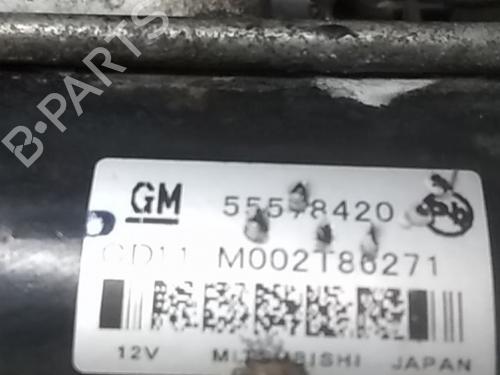 B-PARTS
GM 55578420
CD11 M002T86271
12V MITSUBISHI JAPAN